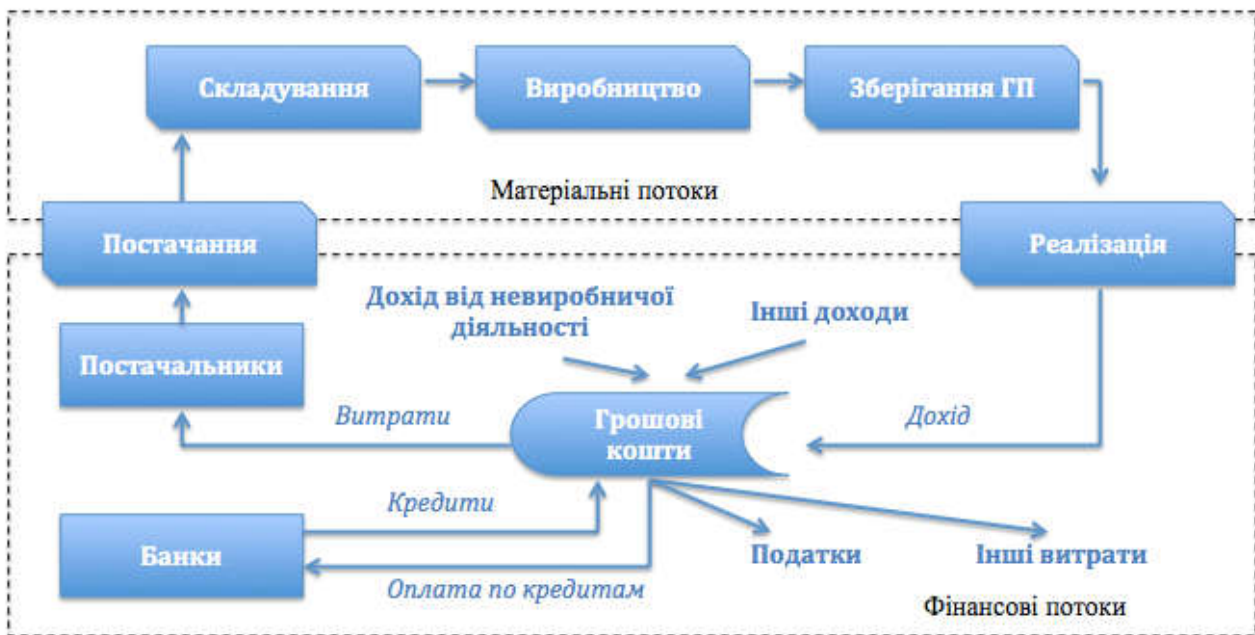 Складування
Виробництво
Зберігання ГП
Матеріальні потоки
Постачання
Реалізація
Дохід від невиробничої
діяльності
Інші доходи
Постачальники
Витрати
Грошові
кошти
Дохід
Кредити
Банки
Податки
Інші витрати
Оплата по кредитам
Фінансові потоки